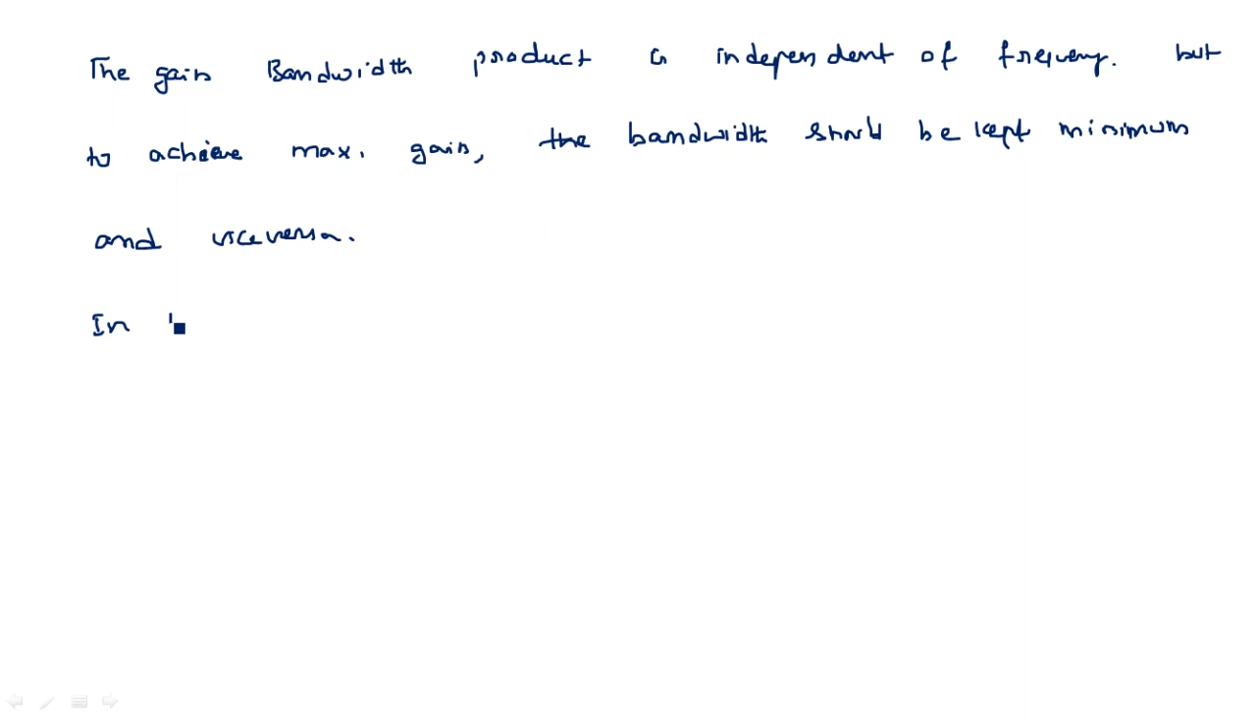 The gain Bandwidth product is independent of frequency. but
to achieve max. gain, the bandwidth should be kept minimum
and viceversa.
In